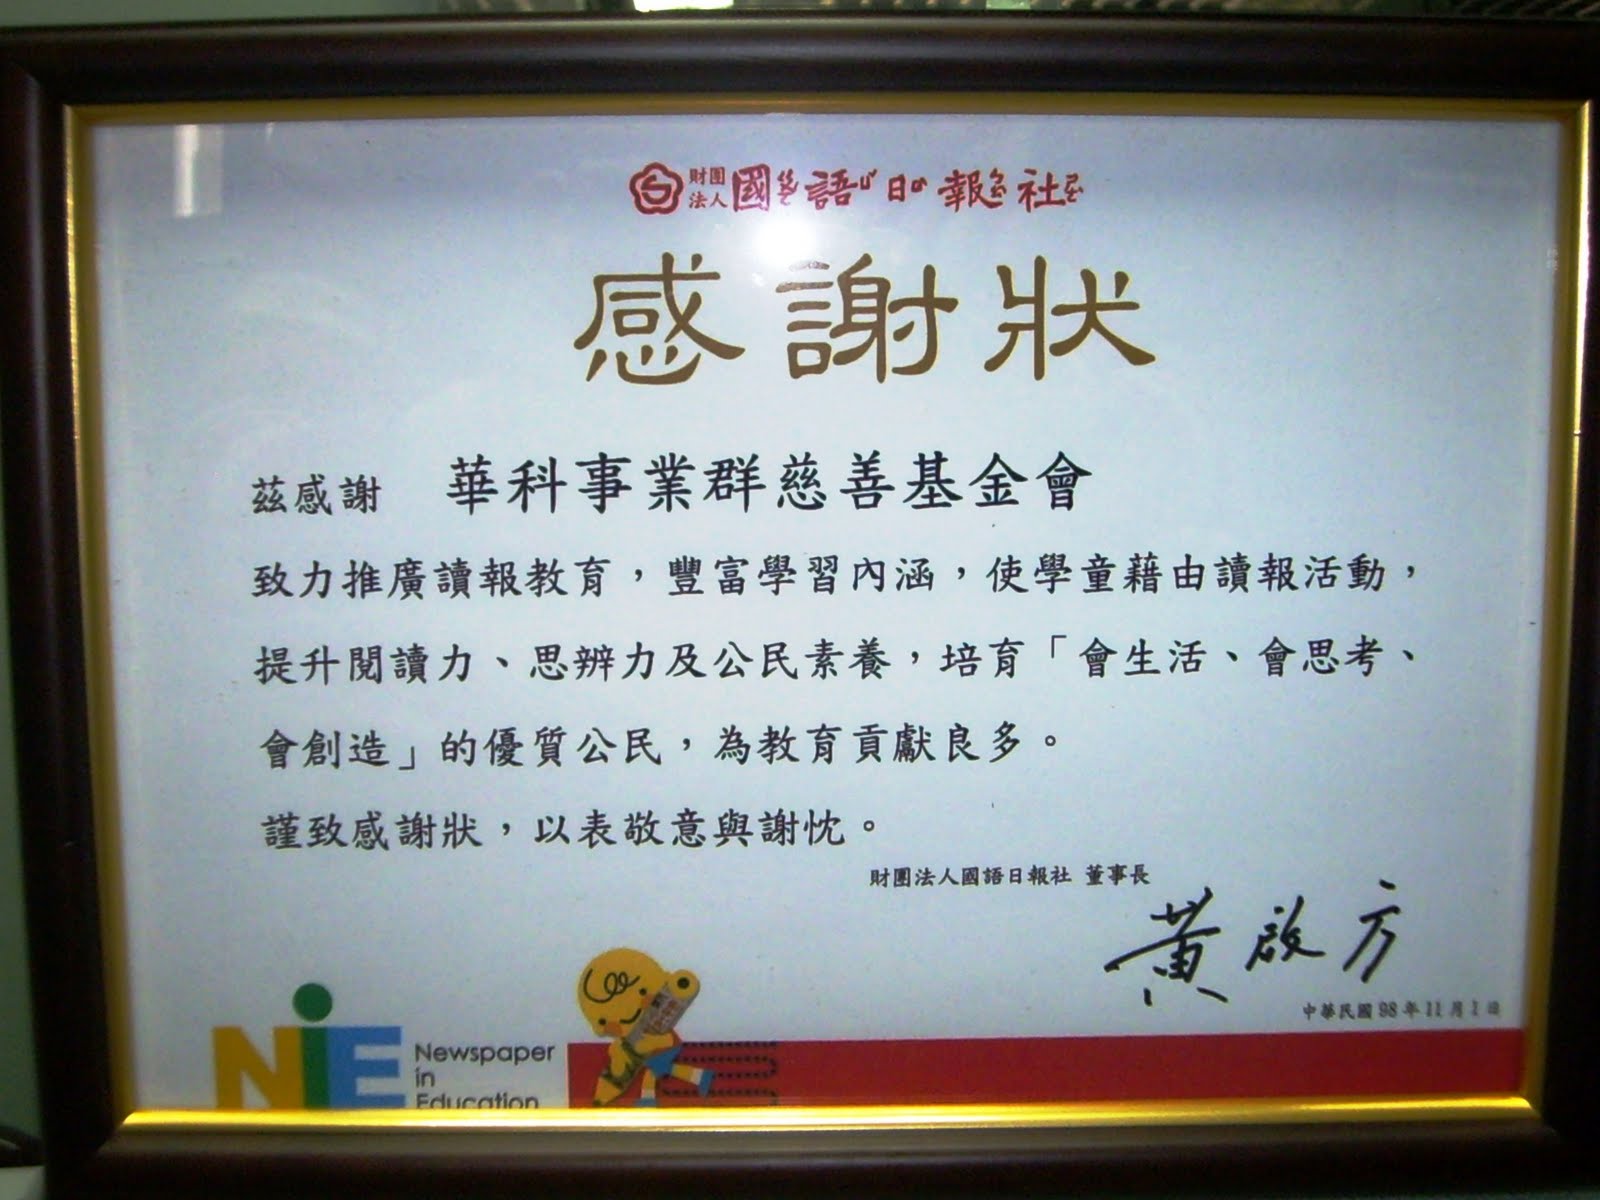 財團法人國語日報社
感謝狀
茲感謝 華科事業群慈善基金會
致力推廣讀報教育，豐富學習內涵，使學童藉由讀報活動，
提升閱讀力、思辨力及公民素養，培育「會生活、會思考、
會創造」的優質公民，為教育貢獻良多。
謹致感謝狀，以表敬意與謝忱。
財團法人國語日報社 董事長
黃啟方
中華民國98年11月1日
NiE Newspaper
in
Education